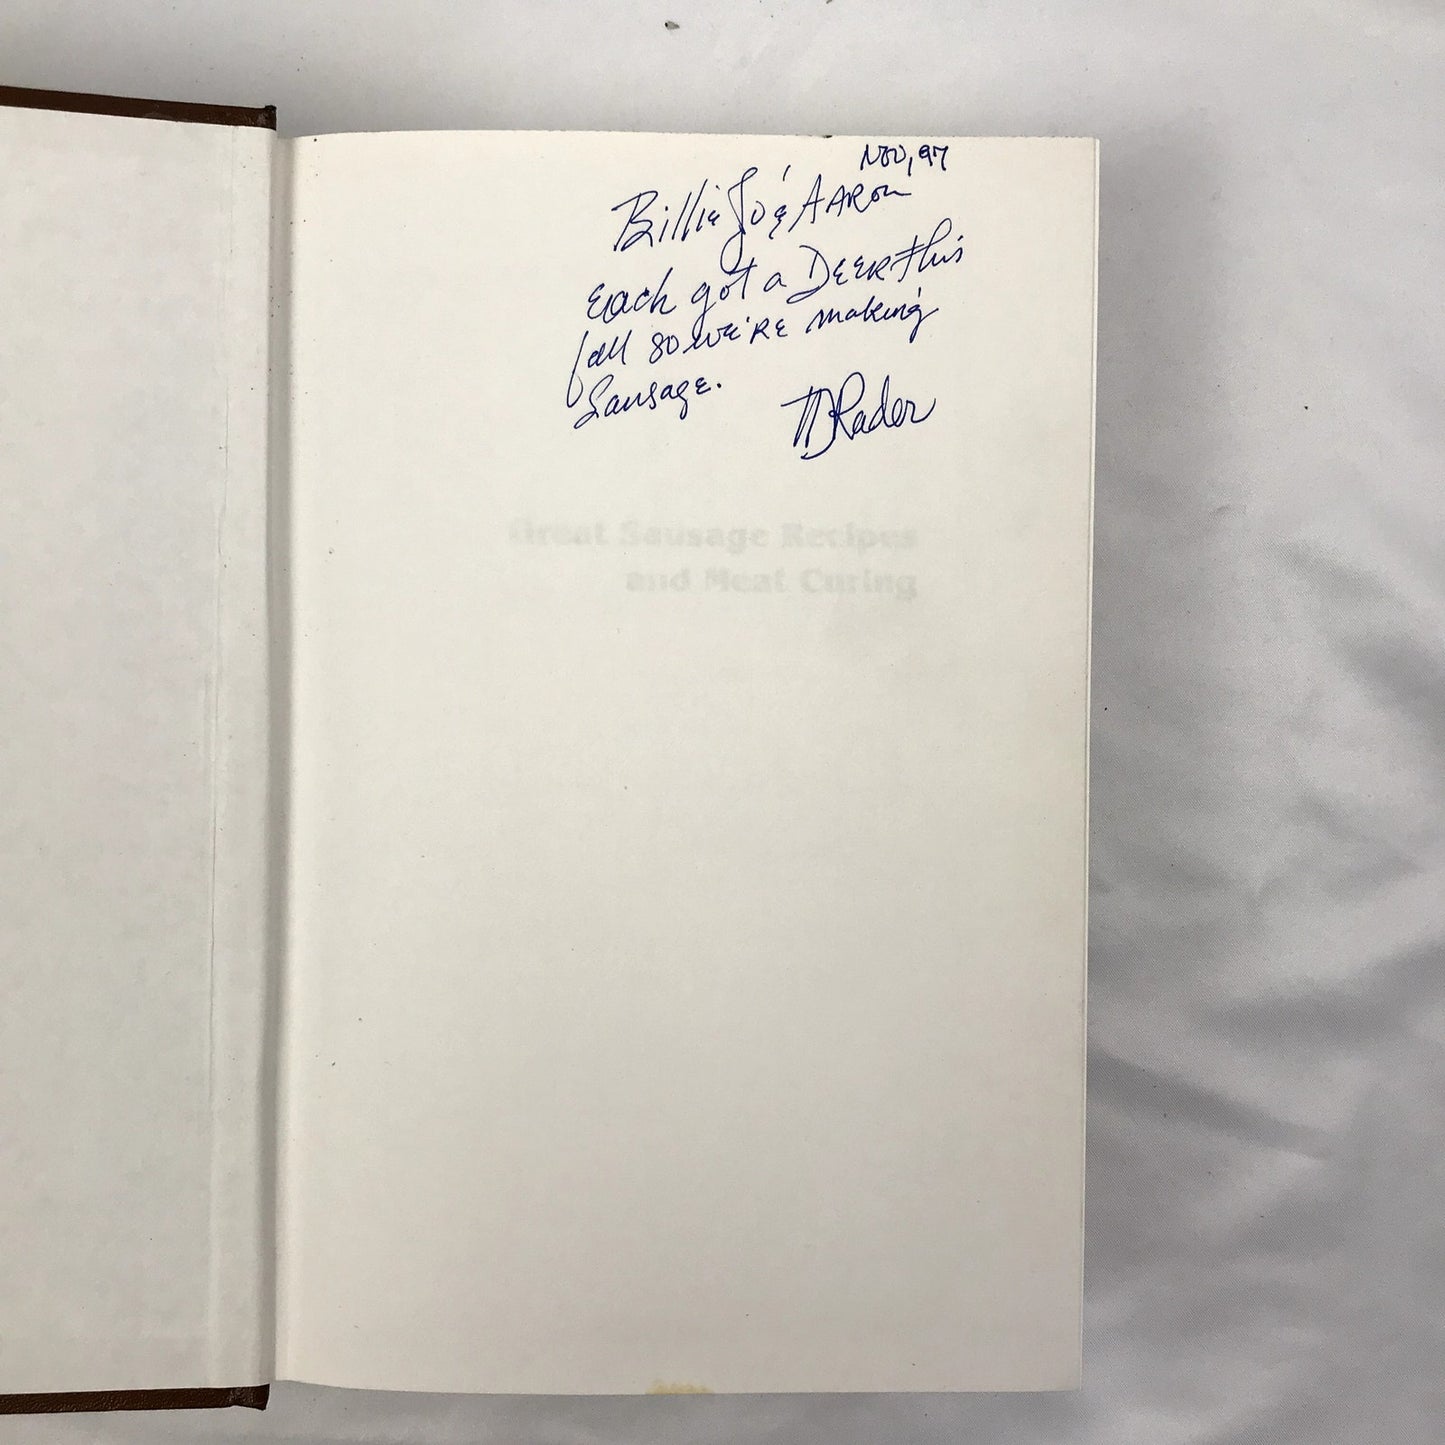 Nov, 97
Billie Jo & Aaron
each got a Deer this
fall so we're making
Sausage.
Rader
Great Sausage Recipes
and Meat Curing